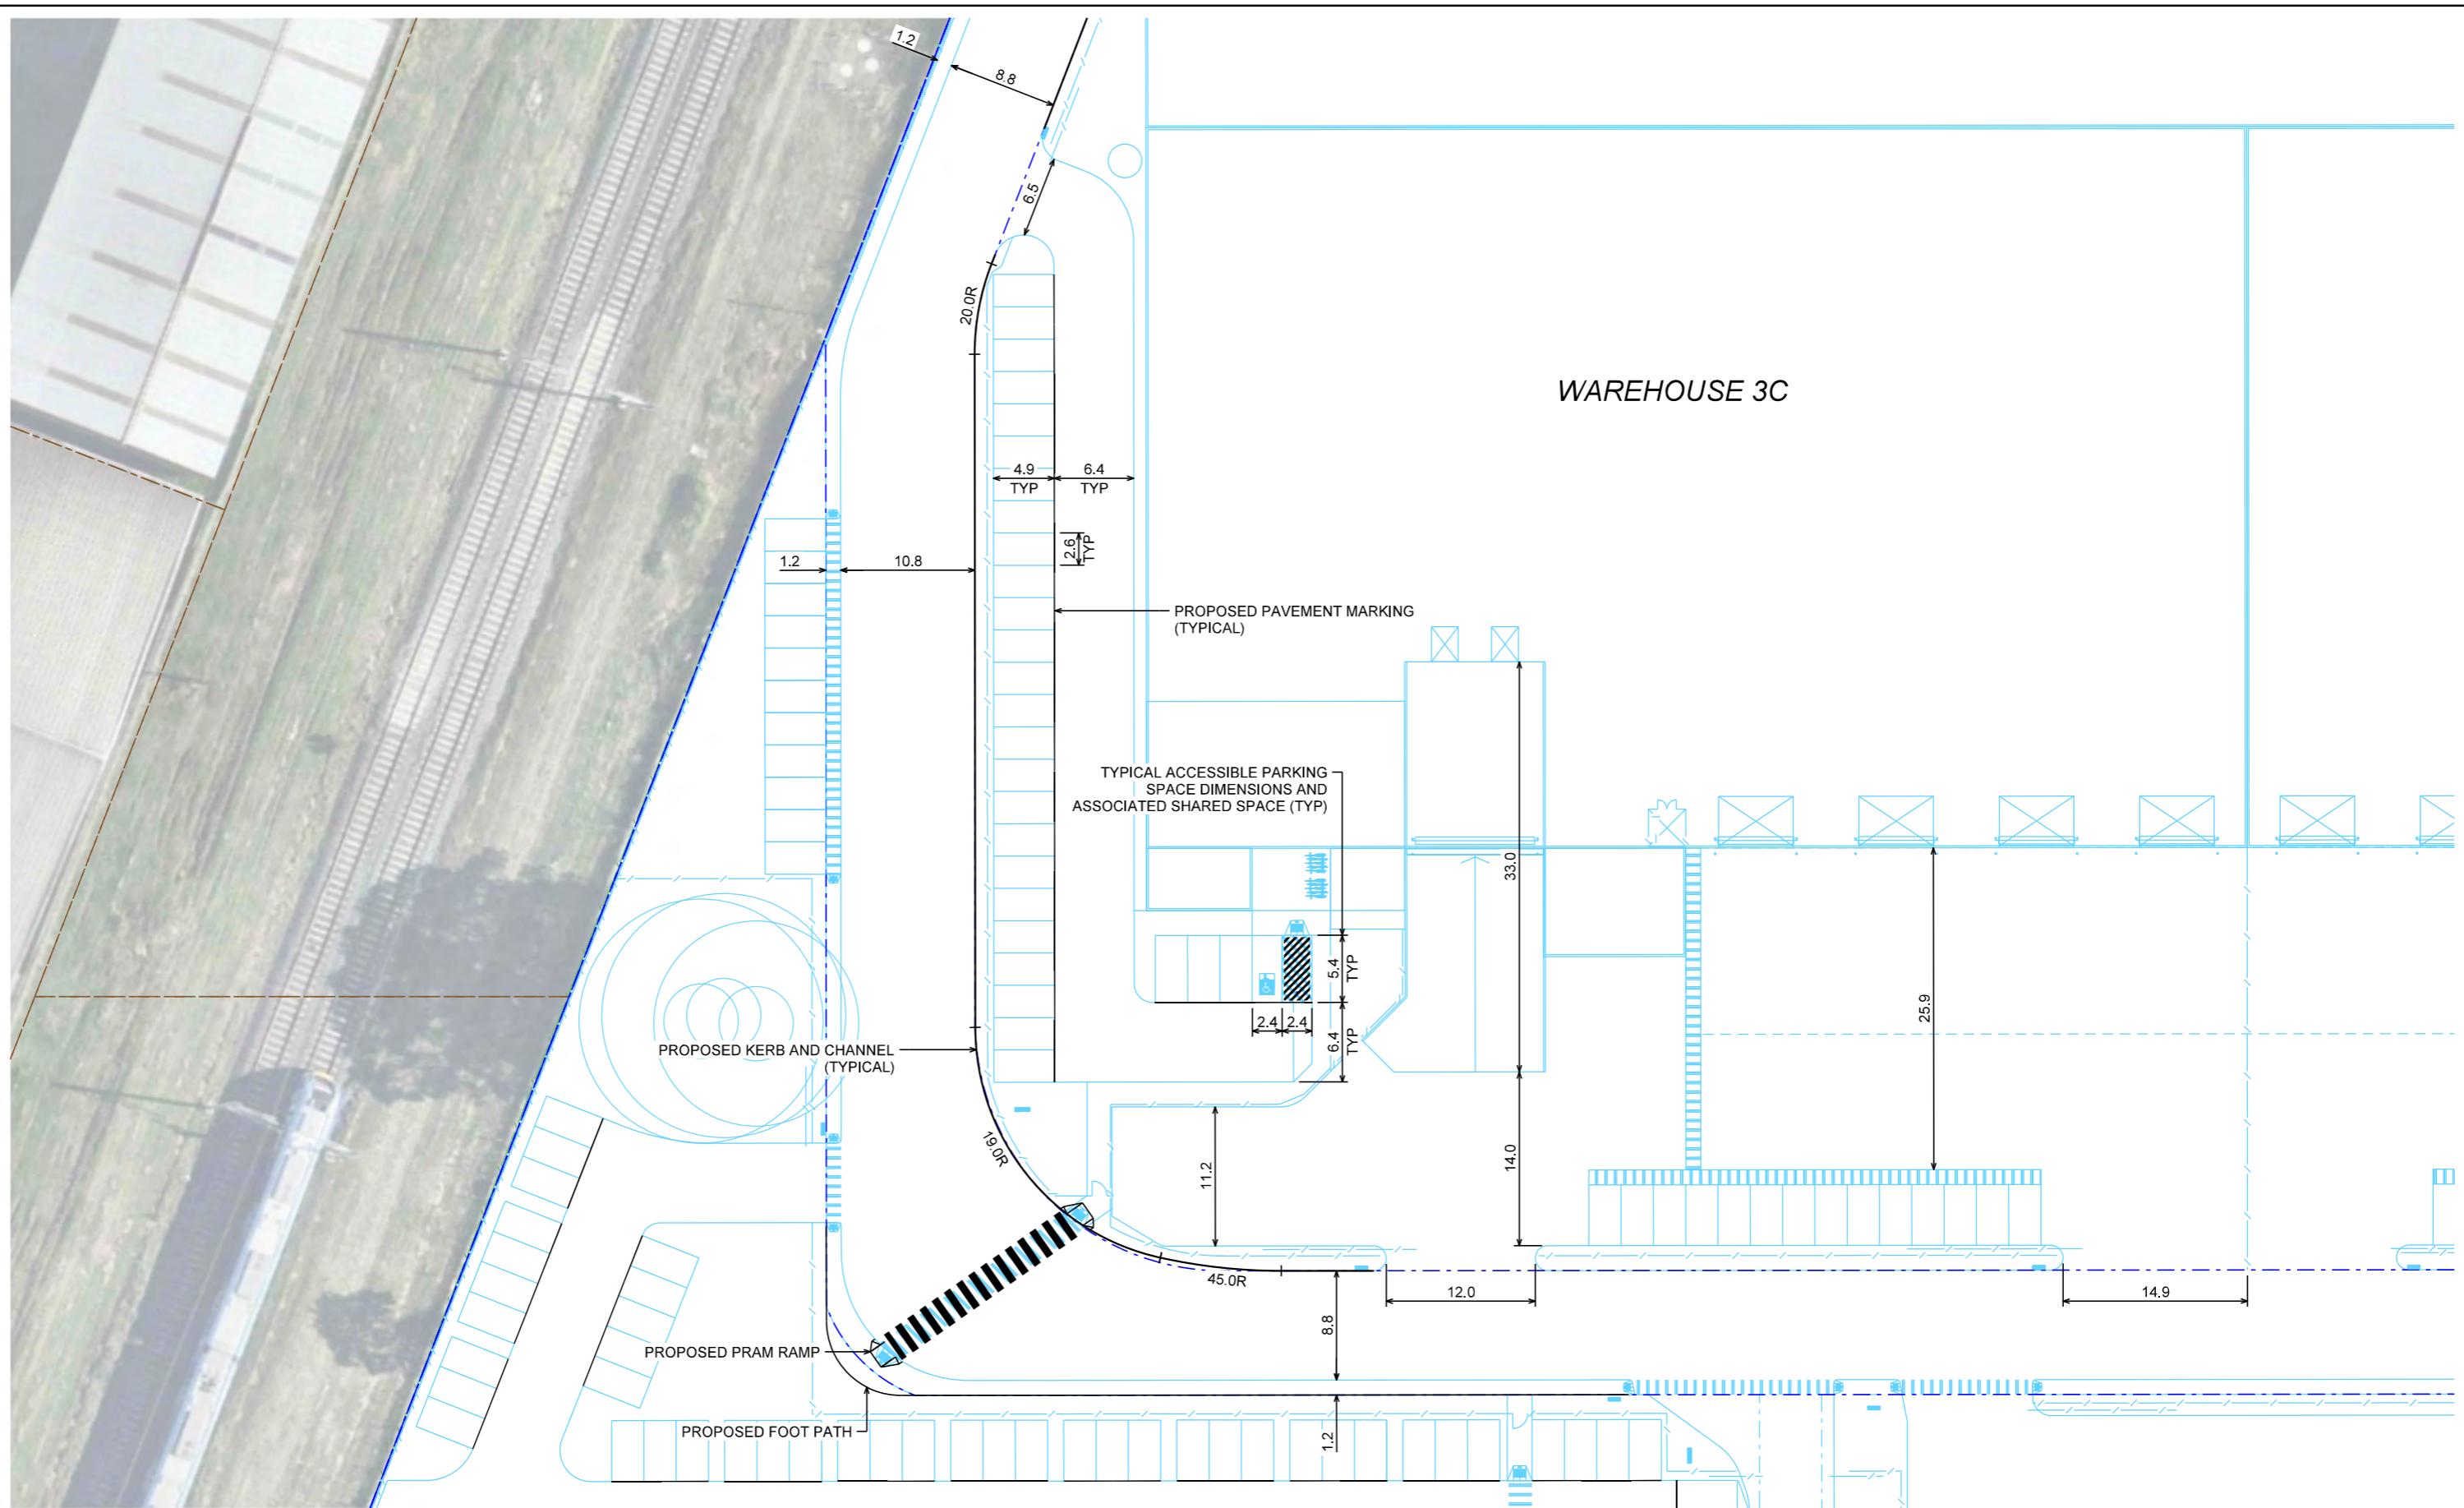 1.2
8.8
6.5
20.0R
WAREHOUSE 3C
4.9
TYP
6.4
TYP
2.6
TYP
1.2
10.8
PROPOSED PAVEMENT MARKING
(TYPICAL)
TYPICAL ACCESSIBLE PARKING
SPACE DIMENSIONS AND
ASSOCIATED SHARED SPACE (TYP)
33.0
5.4
TYP
25.9
2.4
2.4
6.4
TYP
PROPOSED KERB AND CHANNEL
(TYPICAL)
19.0R
11.2
14.0
45.0R
12.0
14.9
8.8
PROPOSED PRAM RAMP
PROPOSED FOOT PATH
1.2